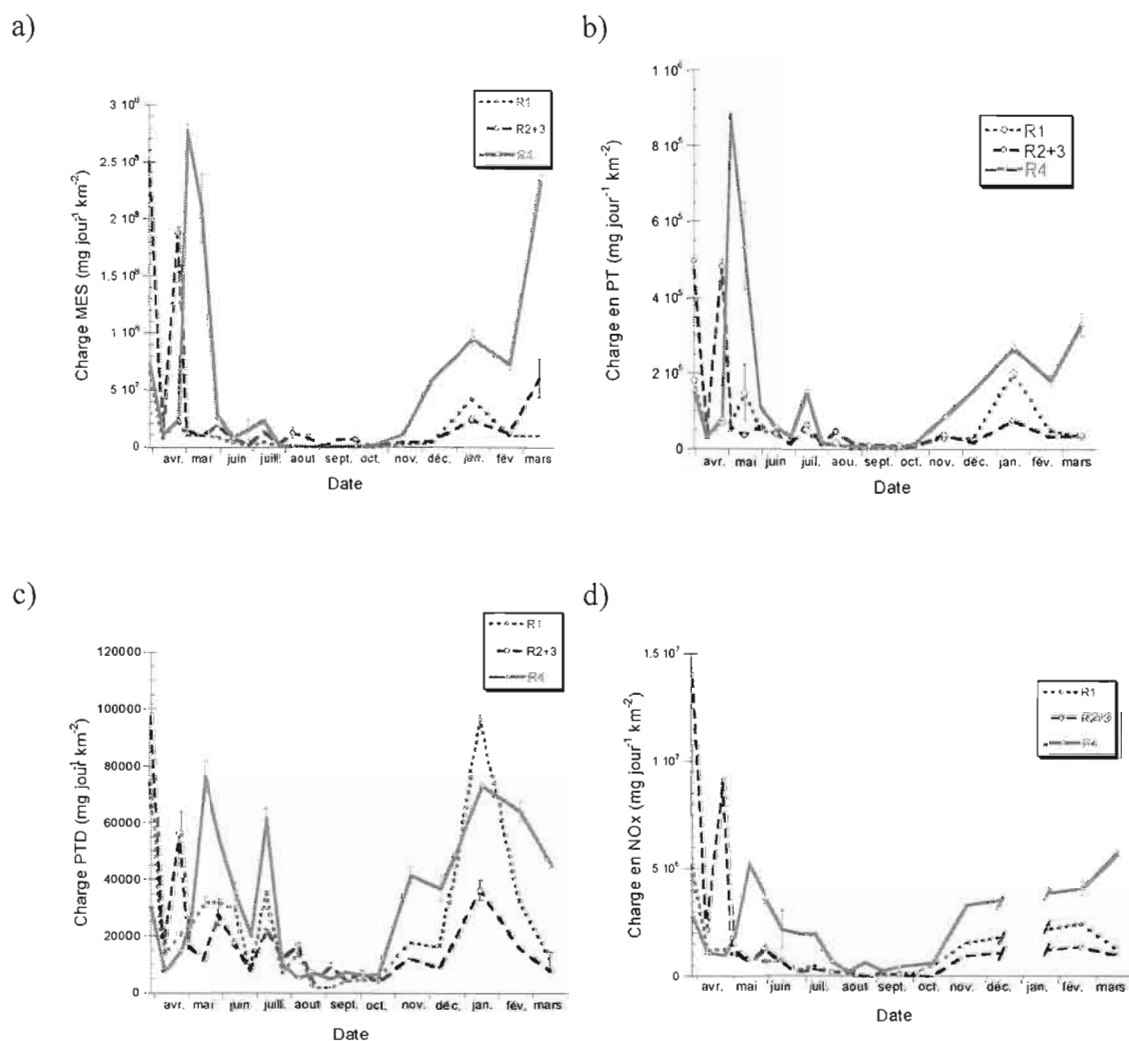 a)
3 10⁸
2.5 10⁸
2 10⁸
1.5 10⁸
1 10⁸
5 10⁷
0
Charge MES (mg jour⁻¹ km⁻²)
R1
R2+3
R4
avr. mai juin juill. aout sept. oct. nov. déc. jan. fév mars
Date
b)
1 10⁶
8 10⁵
6 10⁵
4 10⁵
2 10⁵
0
Charge en PT (mg jour⁻¹ km⁻²)
R1
R2+3
R4
avr. mai juin juil. aou. sept. oct. nov. déc. jan. fév. mars
Date
c)
120000
100000
80000
60000
40000
20000
0
Charge PTD (mg jour⁻¹ km⁻²)
R1
R2+3
R4
avr. mai juin juill. aout sept. oct. nov. déc. jan. fév. mars
Date
d)
1.5 10⁷
1 10⁷
5 10⁶
0
Charge en NOx (mg jour⁻¹ km⁻²)
R1
R2+3
R4
avr. mai juin juil. aout sept. oct. nov. déc. jan. fév. mars
Date